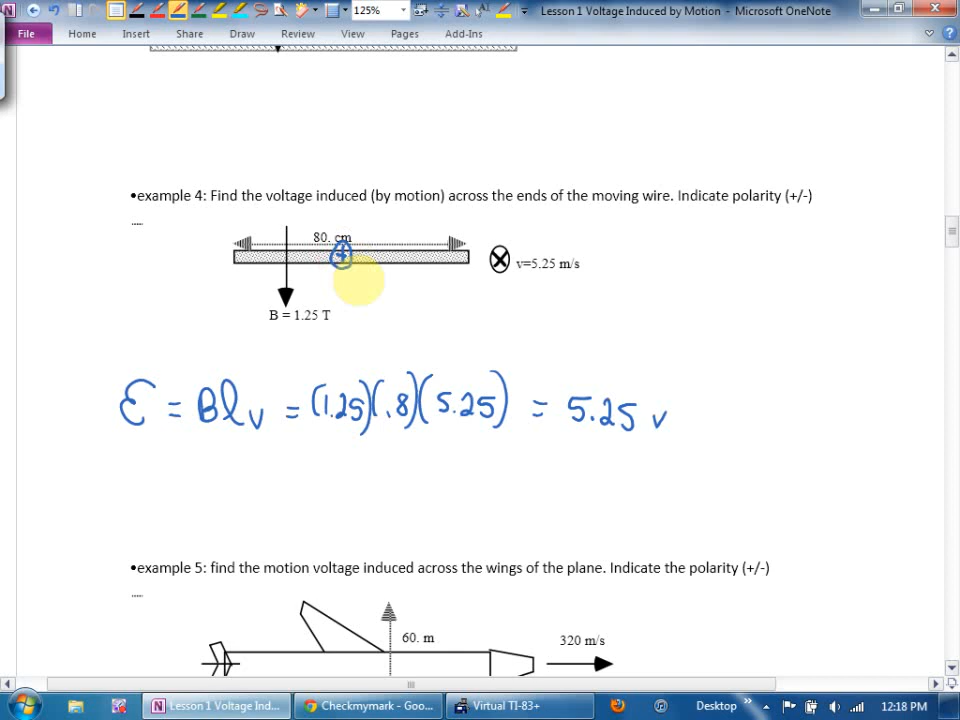 125%
Lesson 1 Voltage Induced by Motion - Microsoft OneNote
File Home Insert Share Draw Review View Pages Add-Ins
•example 4: Find the voltage induced (by motion) across the ends of the moving wire. Indicate polarity (+/-)
80. cm
+
v=5.25 m/s
B = 1.25 T
ℰ = Blv = (1.25)(.8)(5.25) = 5.25 v
•example 5: find the motion voltage induced across the wings of the plane. Indicate the polarity (+/-)
60. m
320 m/s
Lesson 1 Voltage Ind... Checkmymark - Goo... Virtual TI-83+ Desktop » 12:18 PM